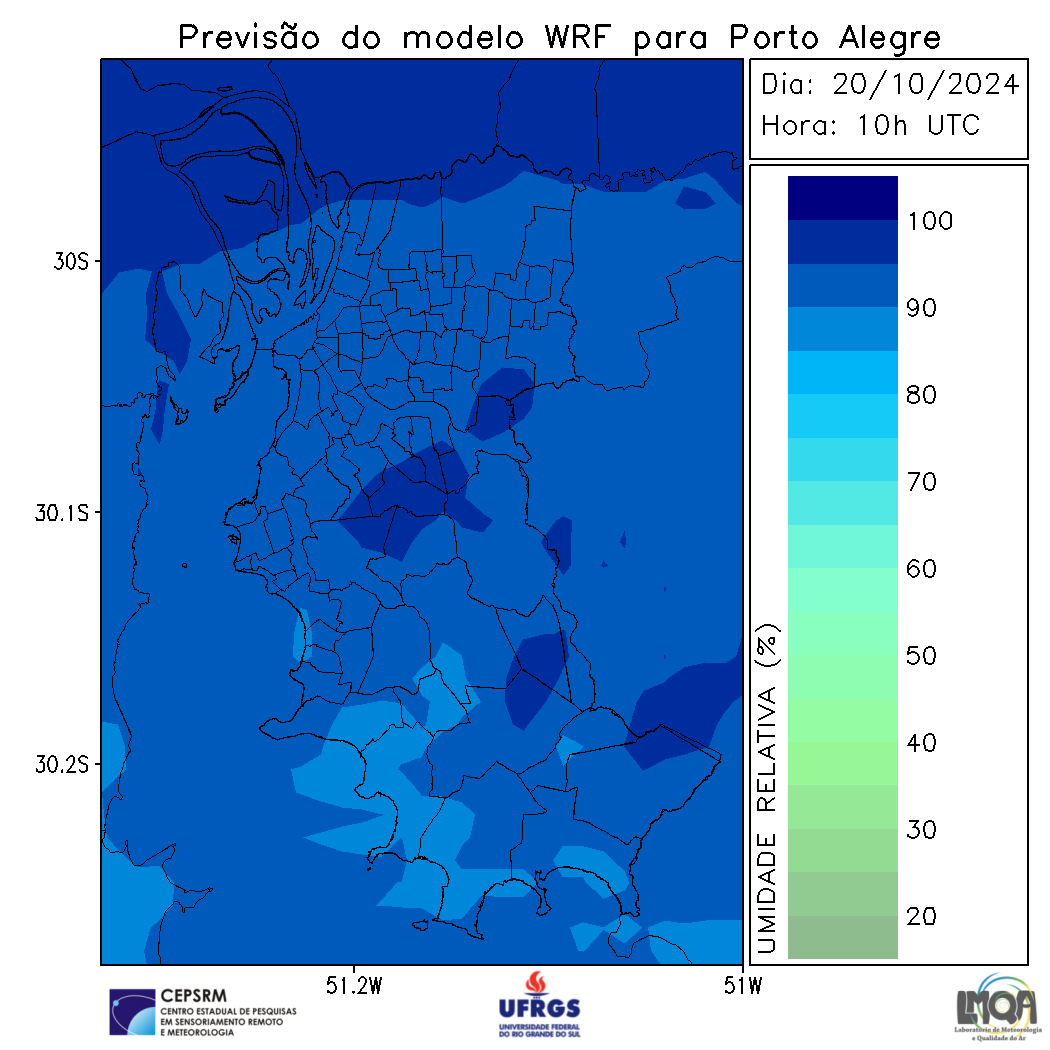 Previsão do modelo WRF para Porto Alegre
Dia: 20/10/2024
Hora: 10h UTC
100
90
80
70
60
50
40
30
20
UMIDADE RELATIVA (%)
30S
30.1S
30.2S
51.2W
51W
CEPSRM
CENTRO ESTADUAL DE PESQUISAS
EM SENSORIAMENTO REMOTO
E METEOROLOGIA
UFRGS
UNIVERSIDADE FEDERAL
DO RIO GRANDE DO SUL
LMQA
Laboratório de Meteorologia
e Qualidade do Ar